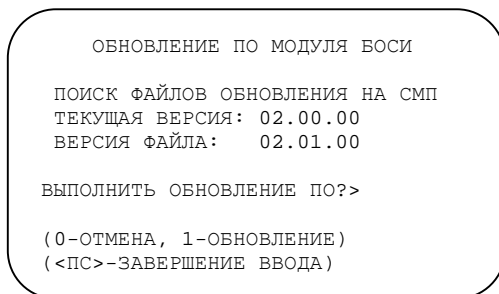 ОБНОВЛЕНИЕ ПО МОДУЛЯ БОСИ
ПОИСК ФАЙЛОВ ОБНОВЛЕНИЯ НА СМП
ТЕКУЩАЯ ВЕРСИЯ: 02.00.00
ВЕРСИЯ ФАЙЛА: 02.01.00
ВЫПОЛНИТЬ ОБНОВЛЕНИЕ ПО?>
(0-ОТМЕНА, 1-ОБНОВЛЕНИЕ)
(<ПС>-ЗАВЕРШЕНИЕ ВВОДА)